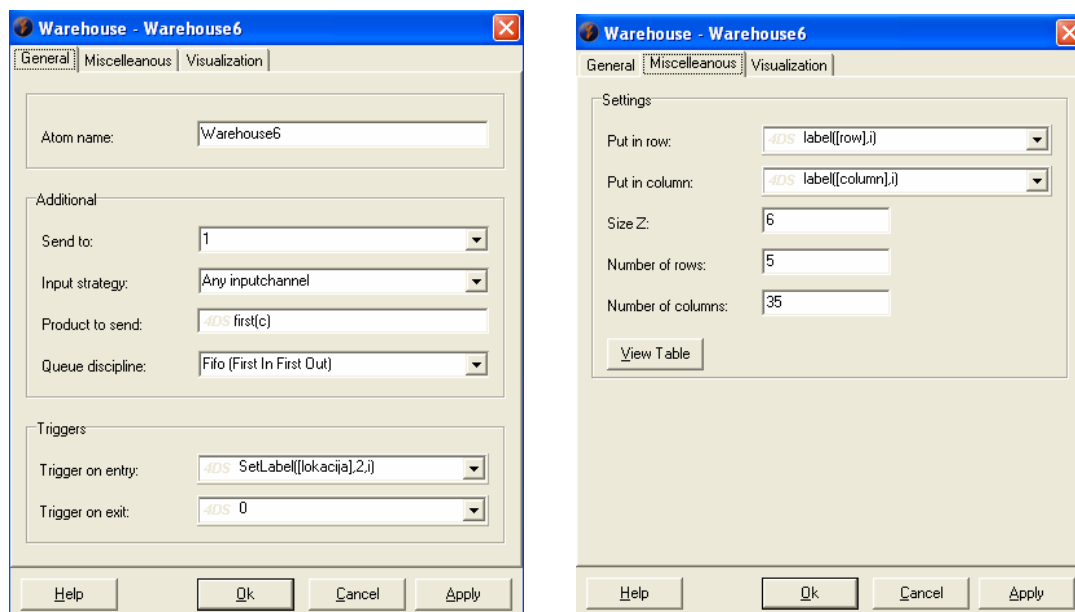 Warehouse - Warehouse6
General Miscelleanous Visualization
Atom name: Warehouse6
Additional
Send to: 1
Input strategy: Any inputchannel
Product to send: 4DS first(c)
Queue discipline: Fifo (First In First Out)
Triggers
Trigger on entry: 4DS SetLabel([lokacija],2,i)
Trigger on exit: 4DS 0
Help Ok Cancel Apply
Warehouse - Warehouse6
General Miscelleanous Visualization
Settings
Put in row: 4DS label([row],i)
Put in column: 4DS label([column],i)
Size Z: 6
Number of rows: 5
Number of columns: 35
View Table
Help Ok Cancel Apply